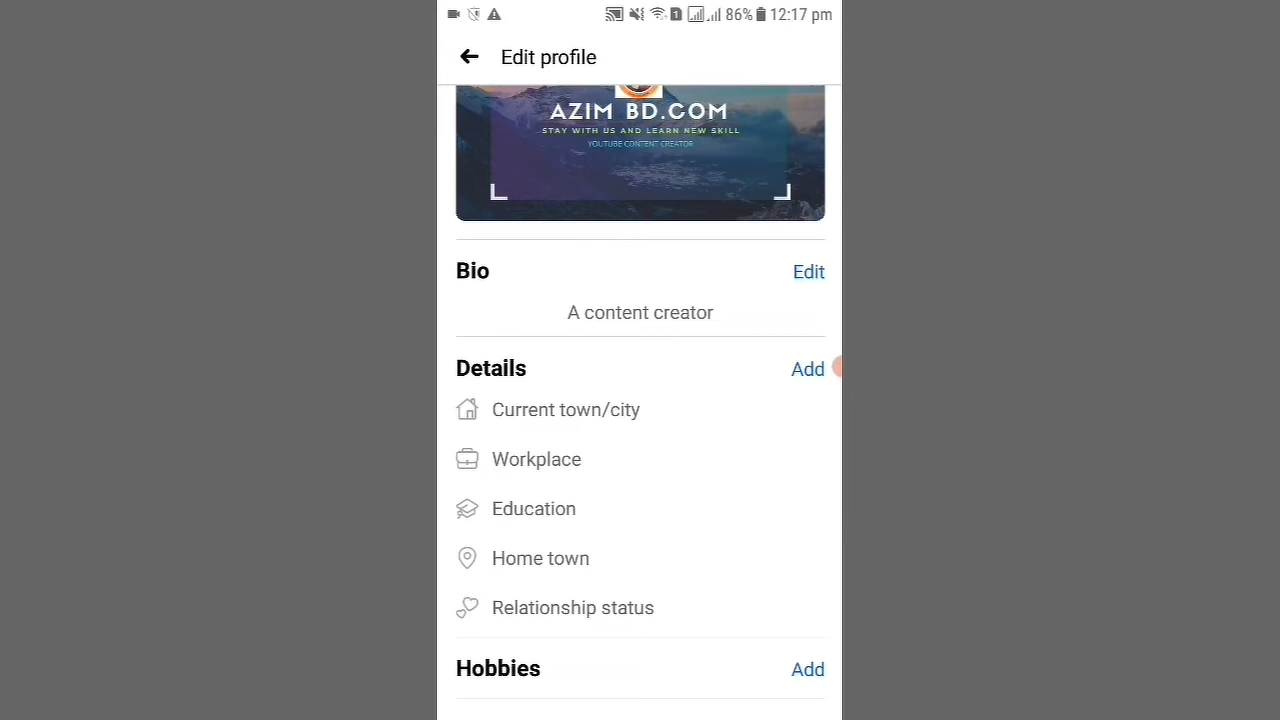 86% 12:17 pm
Edit profile
AZIM BD.COM
STAY WITH US AND LEARN NEW SKILL
YOUTUBE CONTENT CREATOR
Bio Edit
A content creator
Details Add
Current town/city
Workplace
Education
Home town
Relationship status
Hobbies Add